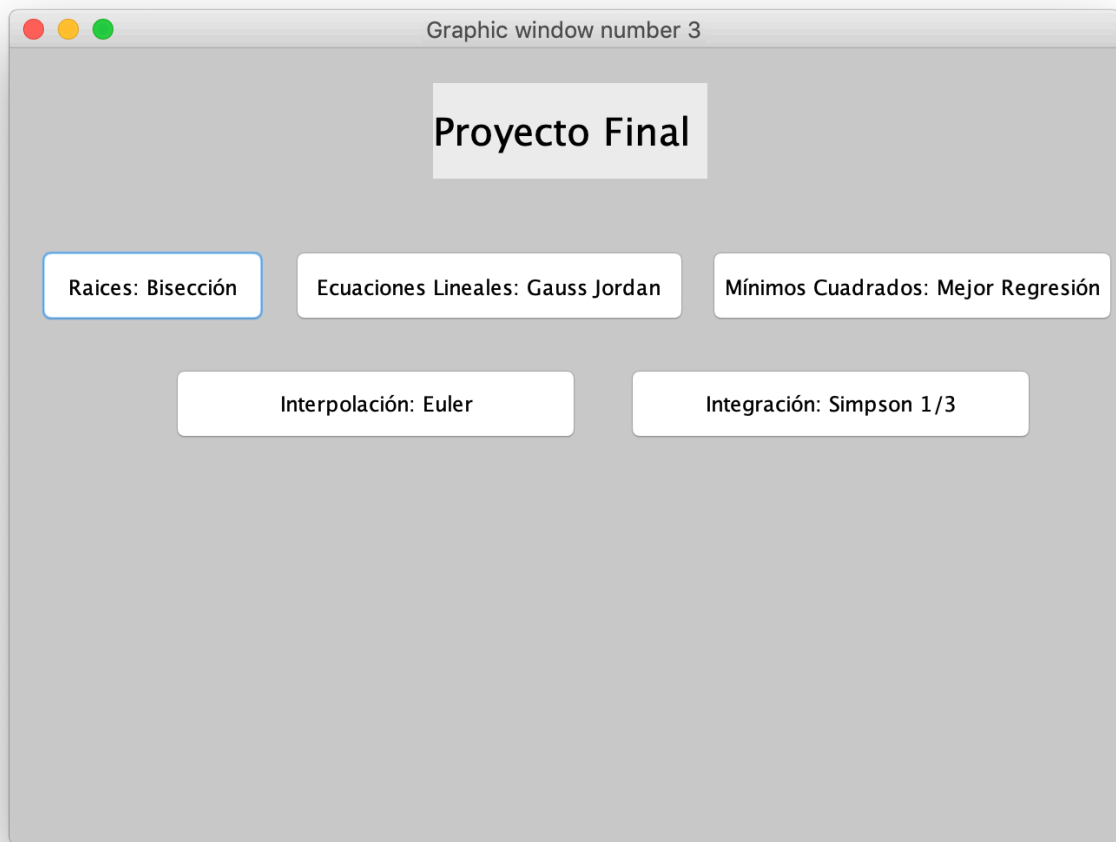 Graphic window number 3
Proyecto Final
Raices: Bisección
Ecuaciones Lineales: Gauss Jordan
Mínimos Cuadrados: Mejor Regresión
Interpolación: Euler
Integración: Simpson 1/3